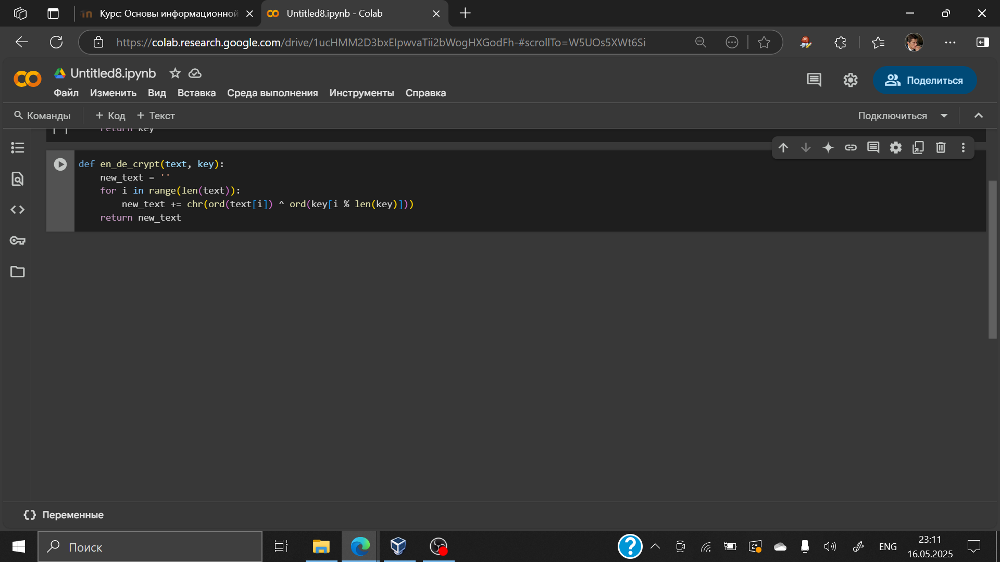 Курс: Основы информационной
Untitled8.ipynb - Colab
https://colab.research.google.com/drive/1ucHMM2D3bxEIpwvaTii2bWogHXGodFh-#scrollTo=W5UOs5XWt6Si
Untitled8.ipynb
Файл Изменить Вид Вставка Среда выполнения Инструменты Справка
Поделиться
Команды + Код + Текст
Подключиться
[ ] return key
def en_de_crypt(text, key):
    new_text = ''
    for i in range(len(text)):
        new_text += chr(ord(text[i]) ^ ord(key[i % len(key)]))
    return new_text
{} Переменные
Поиск
ENG
23:11
16.05.2025